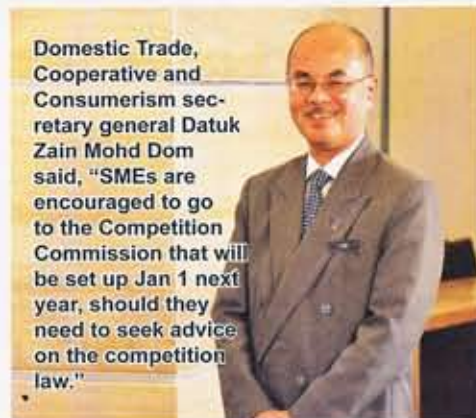 Domestic Trade,
Cooperative and
Consumerism sec-
retary general Datuk
Zain Mohd Dom
said, “SMEs are
encouraged to go
to the Competition
Commission that will
be set up Jan 1 next
year, should they
need to seek advice
on the competition
law.”